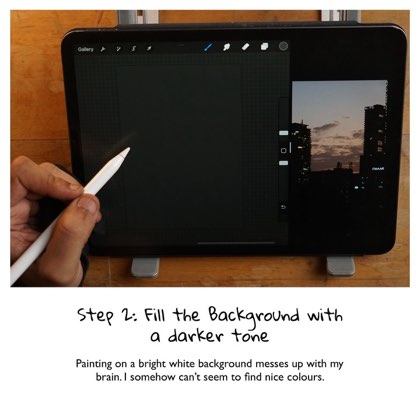 Gallery
Step 2: Fill the Background with
a darker tone
Painting on a bright white background messes up with my
brain. I somehow can't seem to find nice colours.